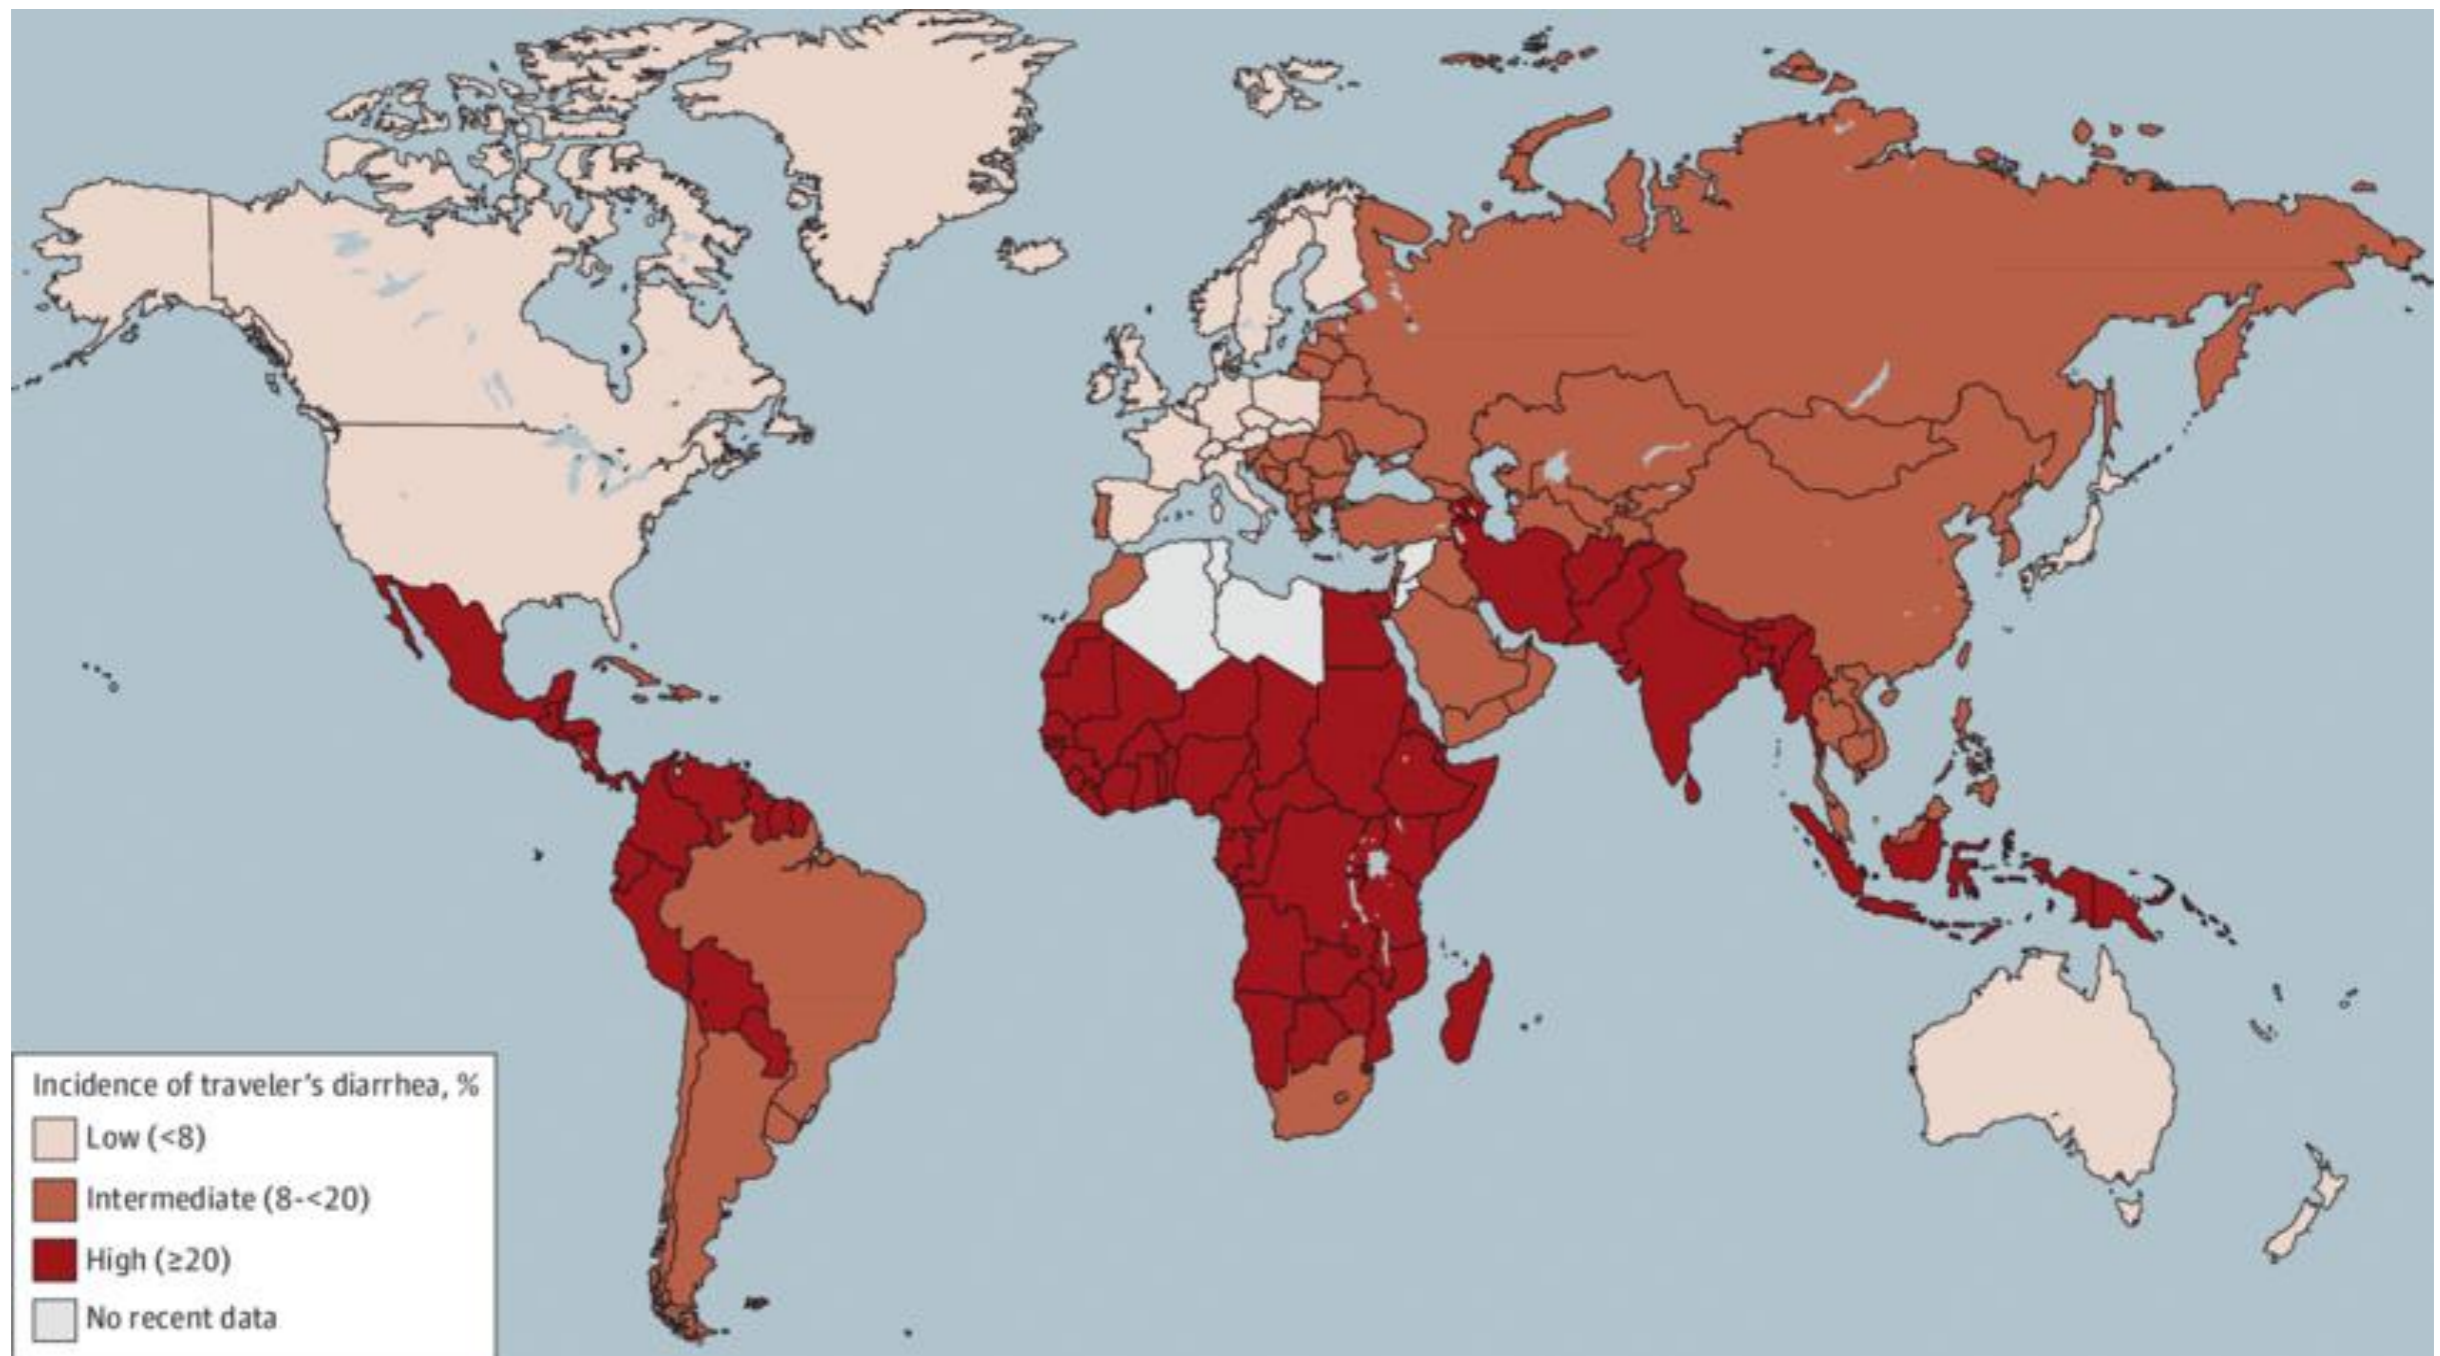 Incidence of traveler's diarrhea, %
Low (<8)
Intermediate (8-<20)
High (≥20)
No recent data